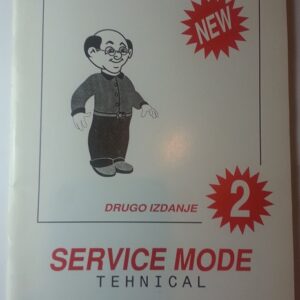 NEW
DRUGO IZDANJE
2
SERVICE MODE
TEHNICAL